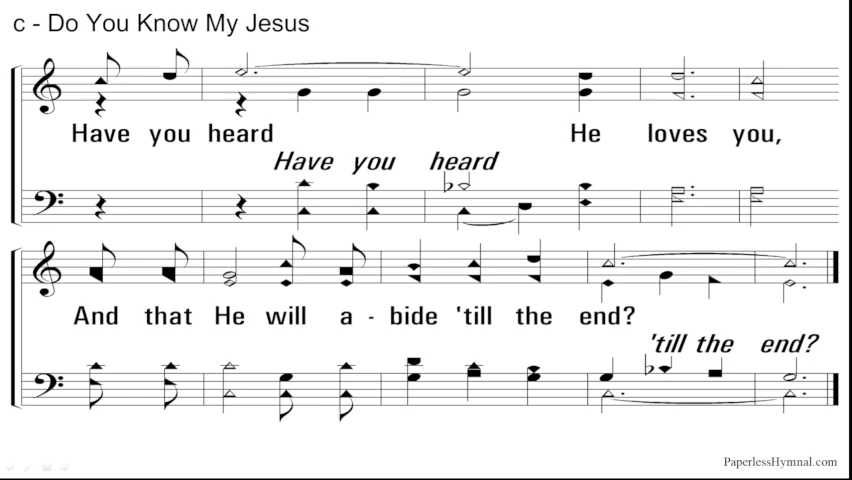 c - Do You Know My Jesus
Have you heard He loves you,
Have you heard
And that He will a - bide 'till the end?
'till the end?
PaperlessHymnal.com